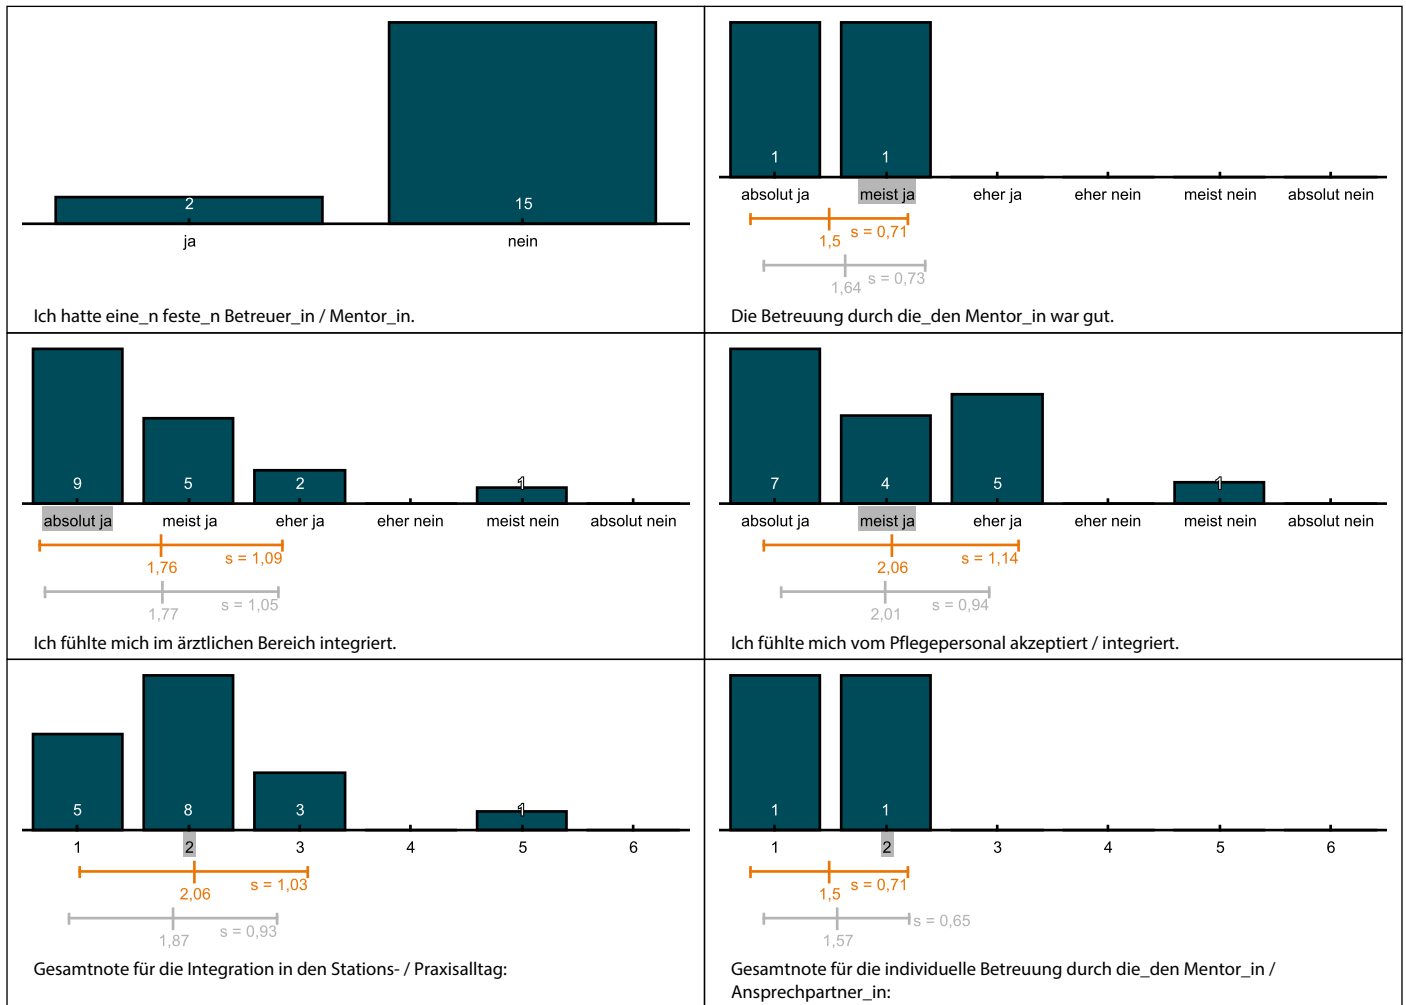 2
15
ja
nein
Ich hatte eine_n feste_n Betreuer_in / Mentor_in.
1
1
absolut ja
meist ja
eher ja
eher nein
meist nein
absolut nein
s = 0,71
1,5
s = 0,73
1,64
Die Betreuung durch die_den Mentor_in war gut.
9
5
2
1
absolut ja
meist ja
eher ja
eher nein
meist nein
absolut nein
s = 1,09
1,76
s = 1,05
1,77
Ich fühlte mich im ärztlichen Bereich integriert.
7
4
5
1
absolut ja
meist ja
eher ja
eher nein
meist nein
absolut nein
s = 1,14
2,06
s = 0,94
2,01
Ich fühlte mich vom Pflegepersonal akzeptiert / integriert.
5
8
3
1
1
2
3
4
5
6
s = 1,03
2,06
s = 0,93
1,87
Gesamtnote für die Integration in den Stations- / Praxisalltag:
1
1
1
2
3
4
5
6
s = 0,71
1,5
s = 0,65
1,57
Gesamtnote für die individuelle Betreuung durch die_den Mentor_in /
Ansprechpartner_in: